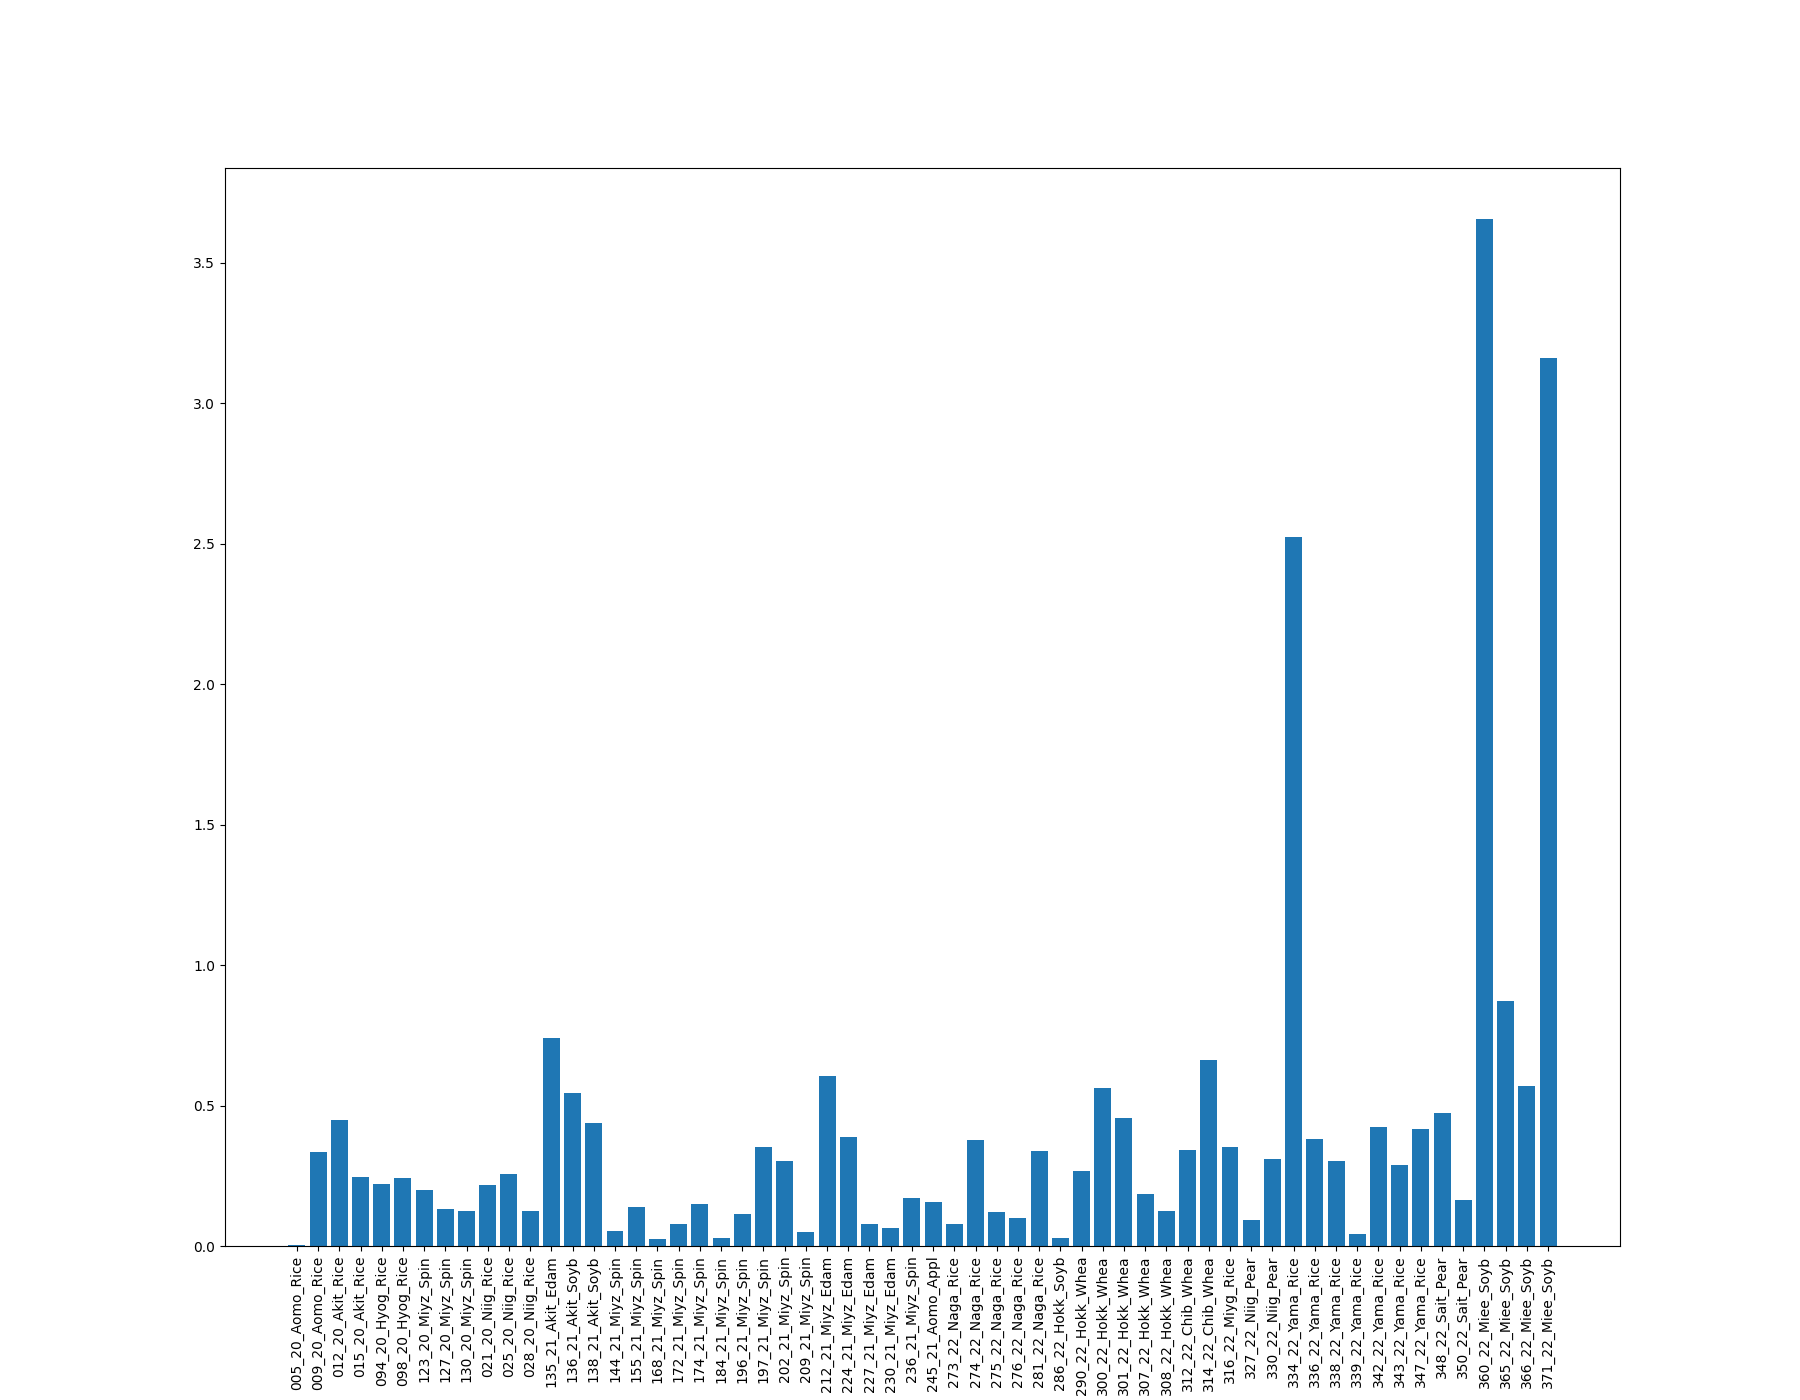 3.5
3.0
2.5
2.0
1.5
1.0
0.5
0.0
005_20_Aomo_Rice
009_20_Aomo_Rice
012_20_Akit_Rice
015_20_Akit_Rice
094_20_Hyog_Rice
098_20_Hyog_Rice
123_20_Miyz_Spin
127_20_Miyz_Spin
130_20_Miyz_Spin
021_20_Niig_Rice
025_20_Niig_Rice
028_20_Niig_Rice
135_21_Akit_Edam
136_21_Akit_Soyb
138_21_Akit_Soyb
144_21_Miyz_Spin
155_21_Miyz_Spin
168_21_Miyz_Spin
172_21_Miyz_Spin
174_21_Miyz_Spin
184_21_Miyz_Spin
196_21_Miyz_Spin
197_21_Miyz_Spin
202_21_Miyz_Spin
209_21_Miyz_Spin
212_21_Miyz_Edam
224_21_Miyz_Edam
227_21_Miyz_Edam
230_21_Miyz_Edam
236_21_Miyz_Spin
245_21_Aomo_Appl
273_22_Naga_Rice
274_22_Naga_Rice
275_22_Naga_Rice
276_22_Naga_Rice
281_22_Naga_Rice
286_22_Hokk_Soyb
290_22_Hokk_Whea
300_22_Hokk_Whea
301_22_Hokk_Whea
307_22_Hokk_Whea
308_22_Hokk_Whea
312_22_Chib_Whea
314_22_Chib_Whea
316_22_Miyg_Rice
327_22_Niig_Pear
330_22_Niig_Pear
334_22_Yama_Rice
336_22_Yama_Rice
338_22_Yama_Rice
339_22_Yama_Rice
342_22_Yama_Rice
343_22_Yama_Rice
347_22_Yama_Rice
348_22_Sait_Pear
350_22_Sait_Pear
360_22_Miee_Soyb
365_22_Miee_Soyb
366_22_Miee_Soyb
371_22_Miee_Soyb